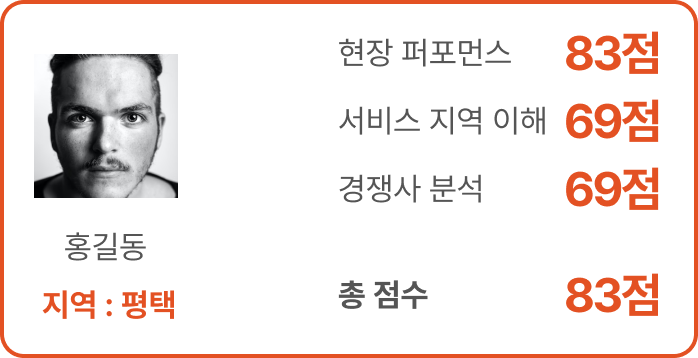 현장 퍼포먼스 83점
서비스 지역 이해 69점
경쟁사 분석 69점
홍길동
지역 : 평택
총 점수 83점